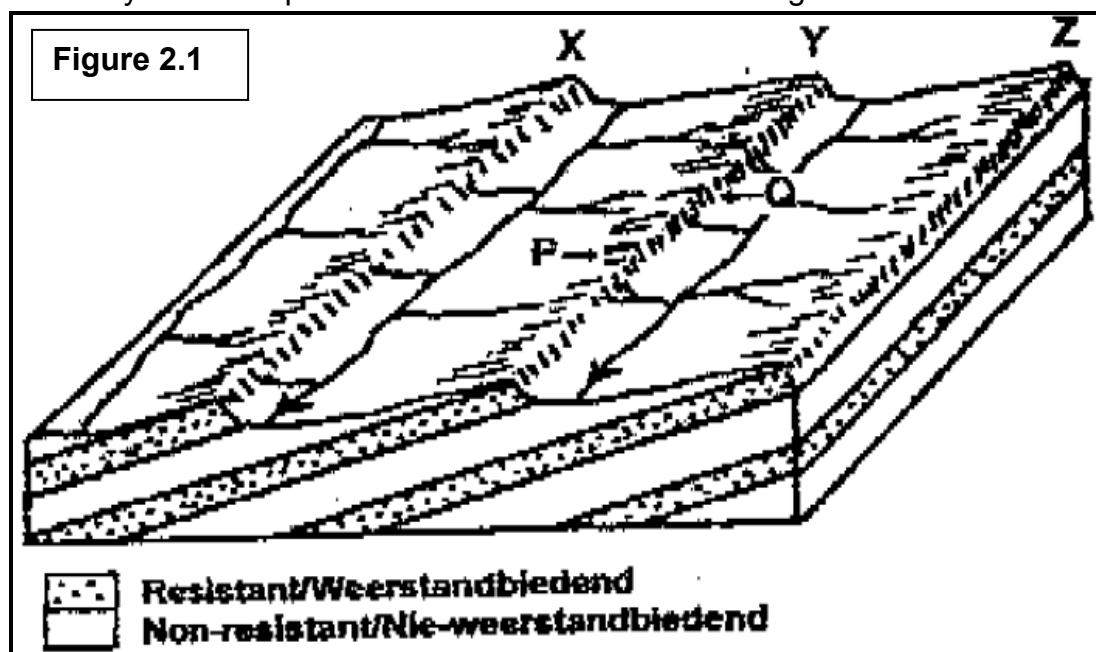 Figure 2.1
X Y Z
Q
P
Resistant/Weerstandbiedend
Non-resistant/Nie-weerstandbiedend